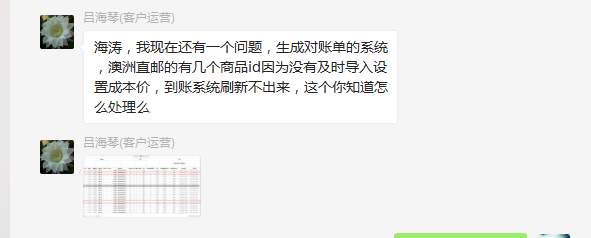 吕海琴(客户运营)
海涛，我现在还有一个问题，生成对账单的系统
，澳洲直邮的有几个商品id因为没有及时导入设
置成本价，到账系统刷新不出来，这个你知道怎
么处理么
吕海琴(客户运营)